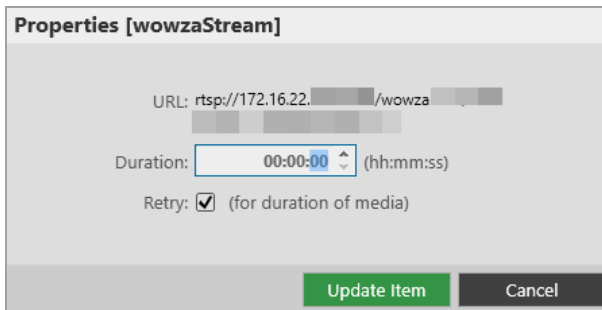 Properties [wowzaStream]
URL: rtsp://172.16.22. /wowza
Duration: 00:00:00 (hh:mm:ss)
Retry: (for duration of media)
Update Item Cancel